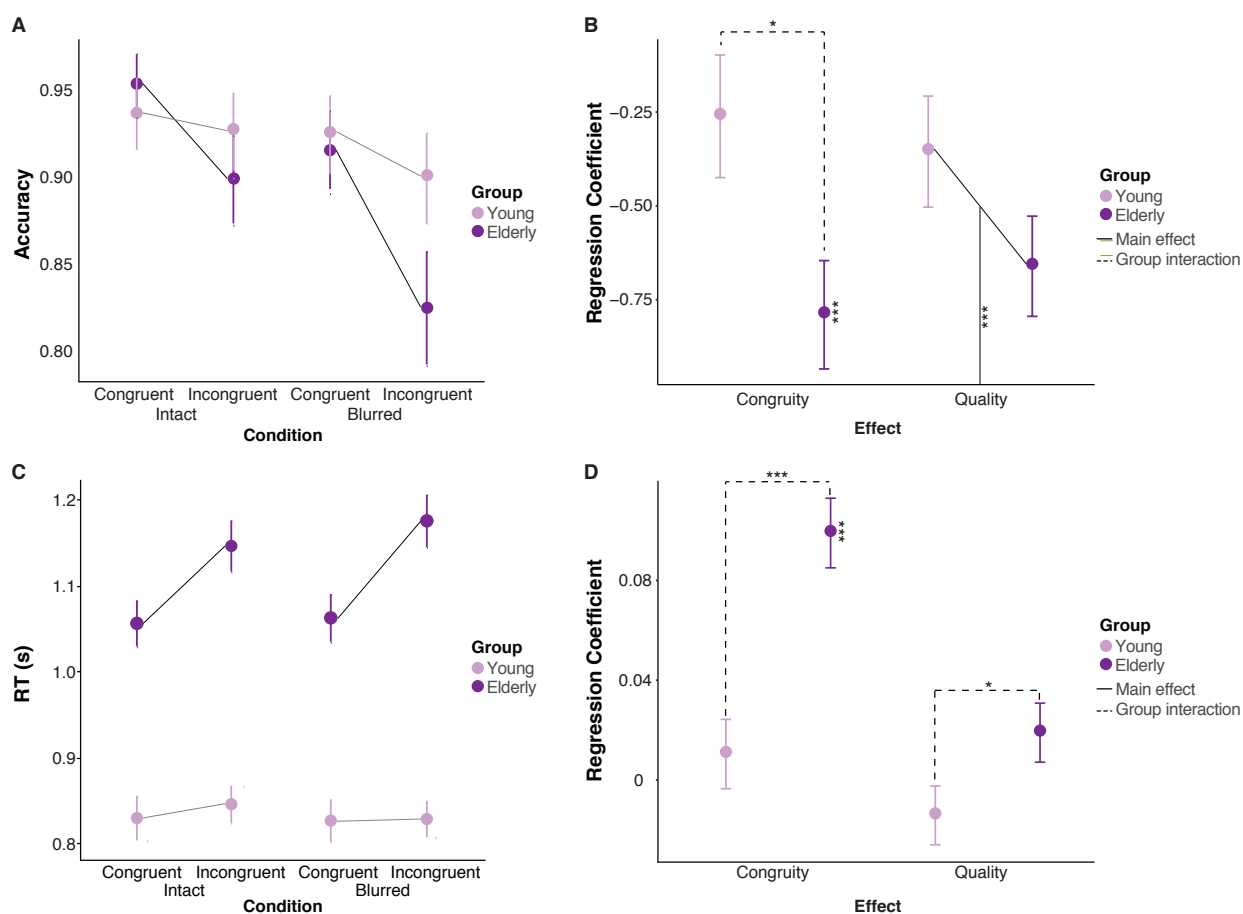 A
Accuracy
0.95
0.90
0.85
0.80
Congruent Incongruent Congruent Incongruent
Intact Blurred
Condition
Group
Young
Elderly
B
Regression Coefficient
−0.25
−0.50
−0.75
*
***
***
Congruity Quality
Effect
Group
Young
Elderly
Main effect
Group interaction
C
RT (s)
1.2
1.1
1.0
0.9
0.8
Congruent Incongruent Congruent Incongruent
Intact Blurred
Condition
Group
Young
Elderly
D
Regression Coefficient
0.08
0.04
0
***
***
*
Congruity Quality
Effect
Group
Young
Elderly
Main effect
Group interaction